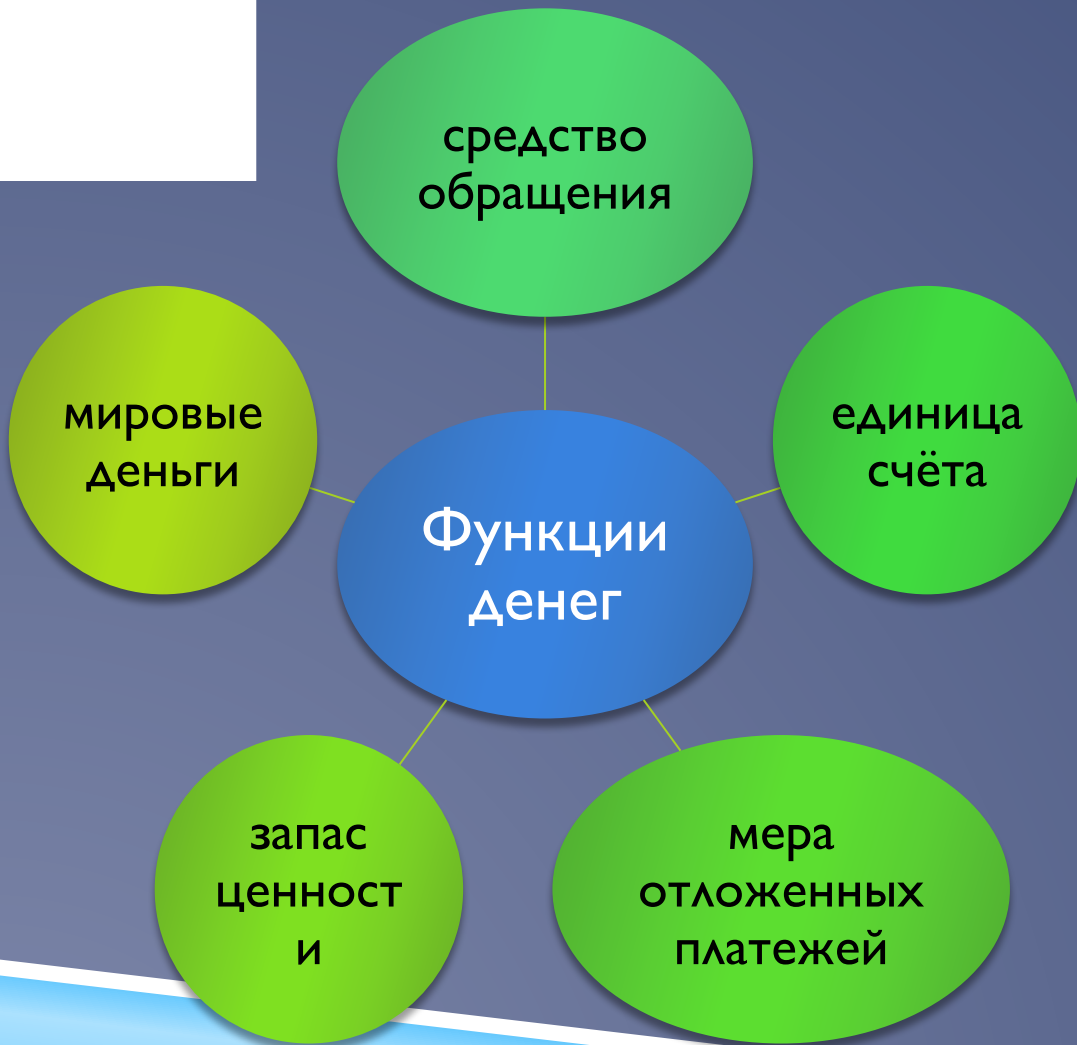 средство
обращения
мировые
деньги
единица
счёта
Функции
денег
запас
ценност
и
мера
отложенных
платежей